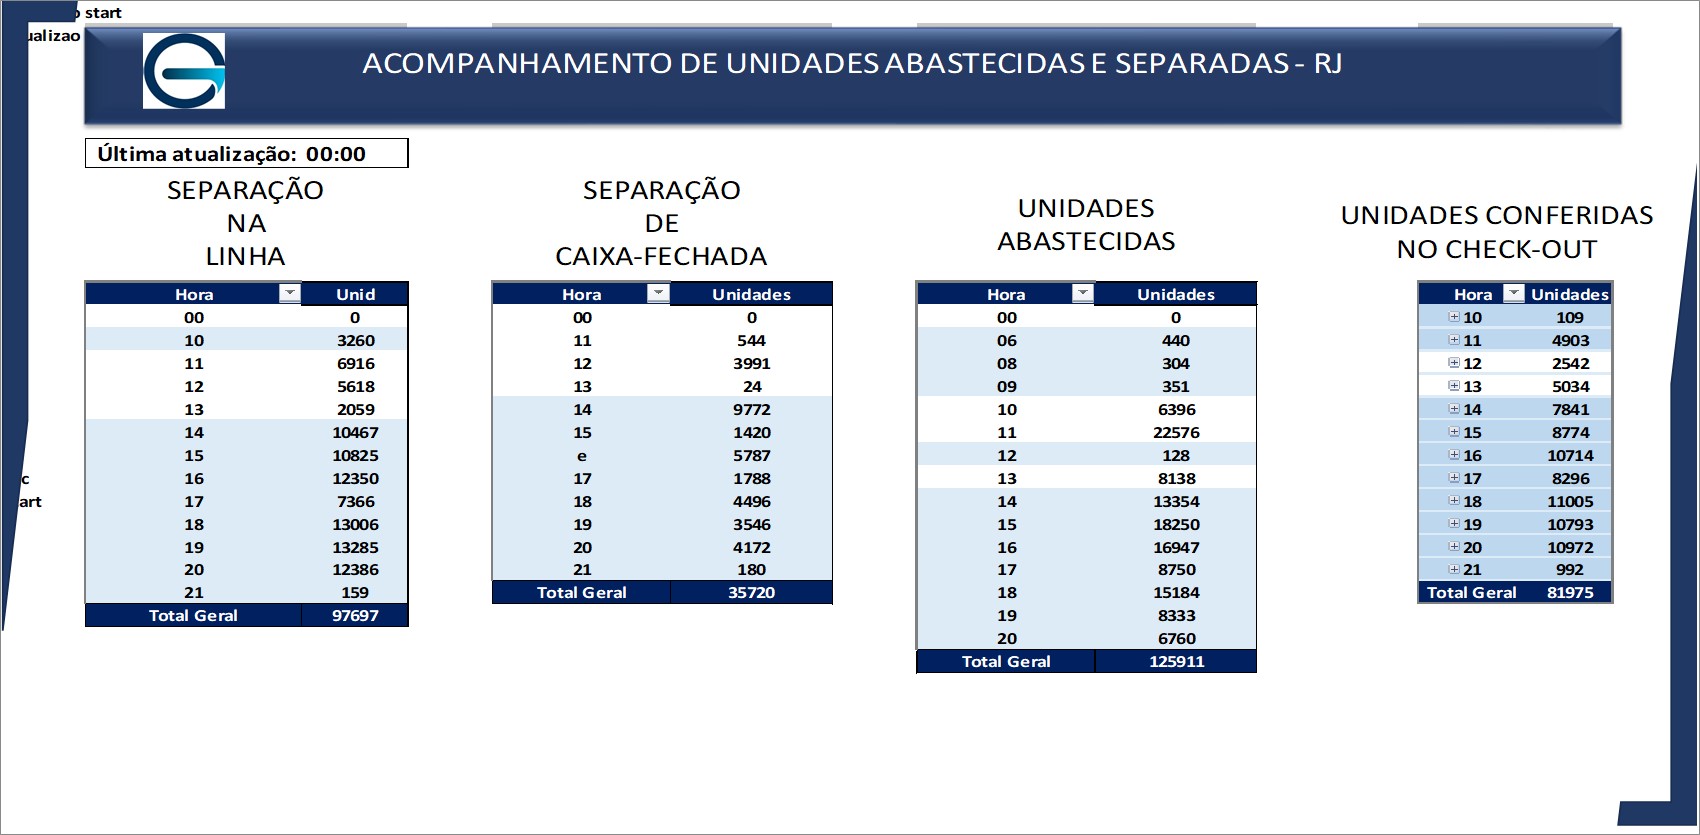 start
ualizao
ACOMPANHAMENTO DE UNIDADES ABASTECIDAS E SEPARADAS - RJ
Última atualização: 00:00
SEPARAÇÃO
NA
LINHA
Hora Unid
00 0
10 3260
11 6916
12 5618
13 2059
14 10467
15 10825
16 12350
17 7366
18 13006
19 13285
20 12386
21 159
Total Geral 97697
SEPARAÇÃO
DE
CAIXA-FECHADA
Hora Unidades
00 0
11 544
12 3991
13 24
14 9772
15 1420
e 5787
17 1788
18 4496
19 3546
20 4172
21 180
Total Geral 35720
UNIDADES
ABASTECIDAS
Hora Unidades
00 0
06 440
08 304
09 351
10 6396
11 22576
12 128
13 8138
14 13354
15 18250
16 16947
17 8750
18 15184
19 8333
20 6760
Total Geral 125911
UNIDADES CONFERIDAS
NO CHECK-OUT
Hora Unidades
10 109
11 4903
12 2542
13 5034
14 7841
15 8774
16 10714
17 8296
18 11005
19 10793
20 10972
21 992
Total Geral 81975
c
art